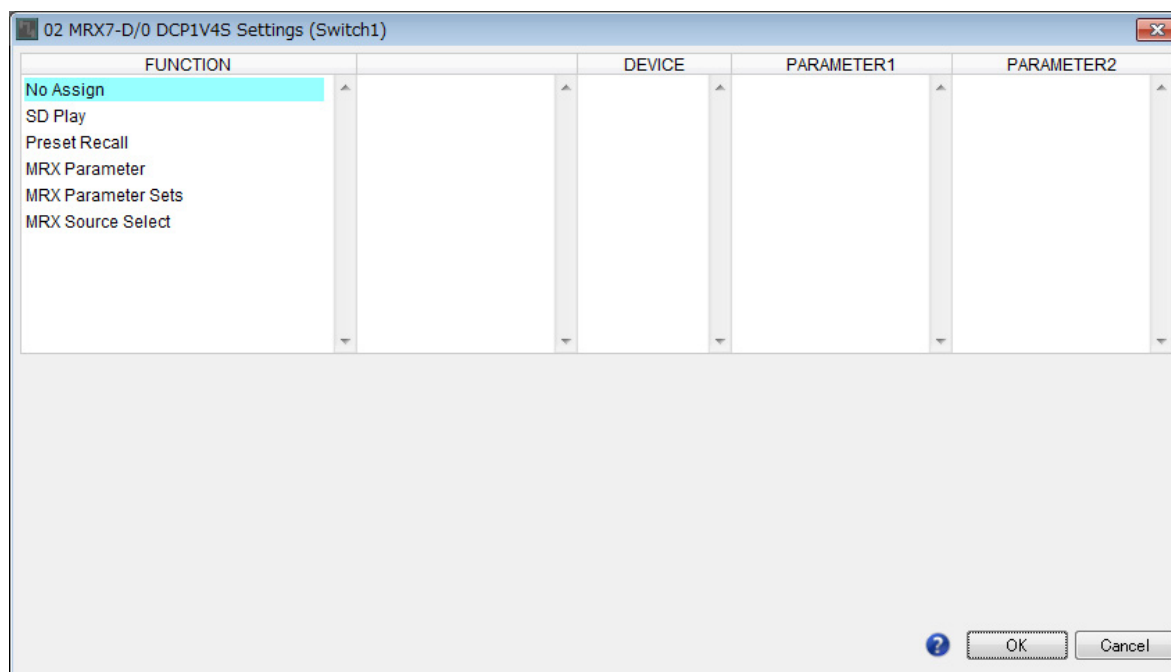 02 MRX7-D/0 DCP1V4S Settings (Switch1)
FUNCTION DEVICE PARAMETER1 PARAMETER2
No Assign
SD Play
Preset Recall
MRX Parameter
MRX Parameter Sets
MRX Source Select
? OK Cancel